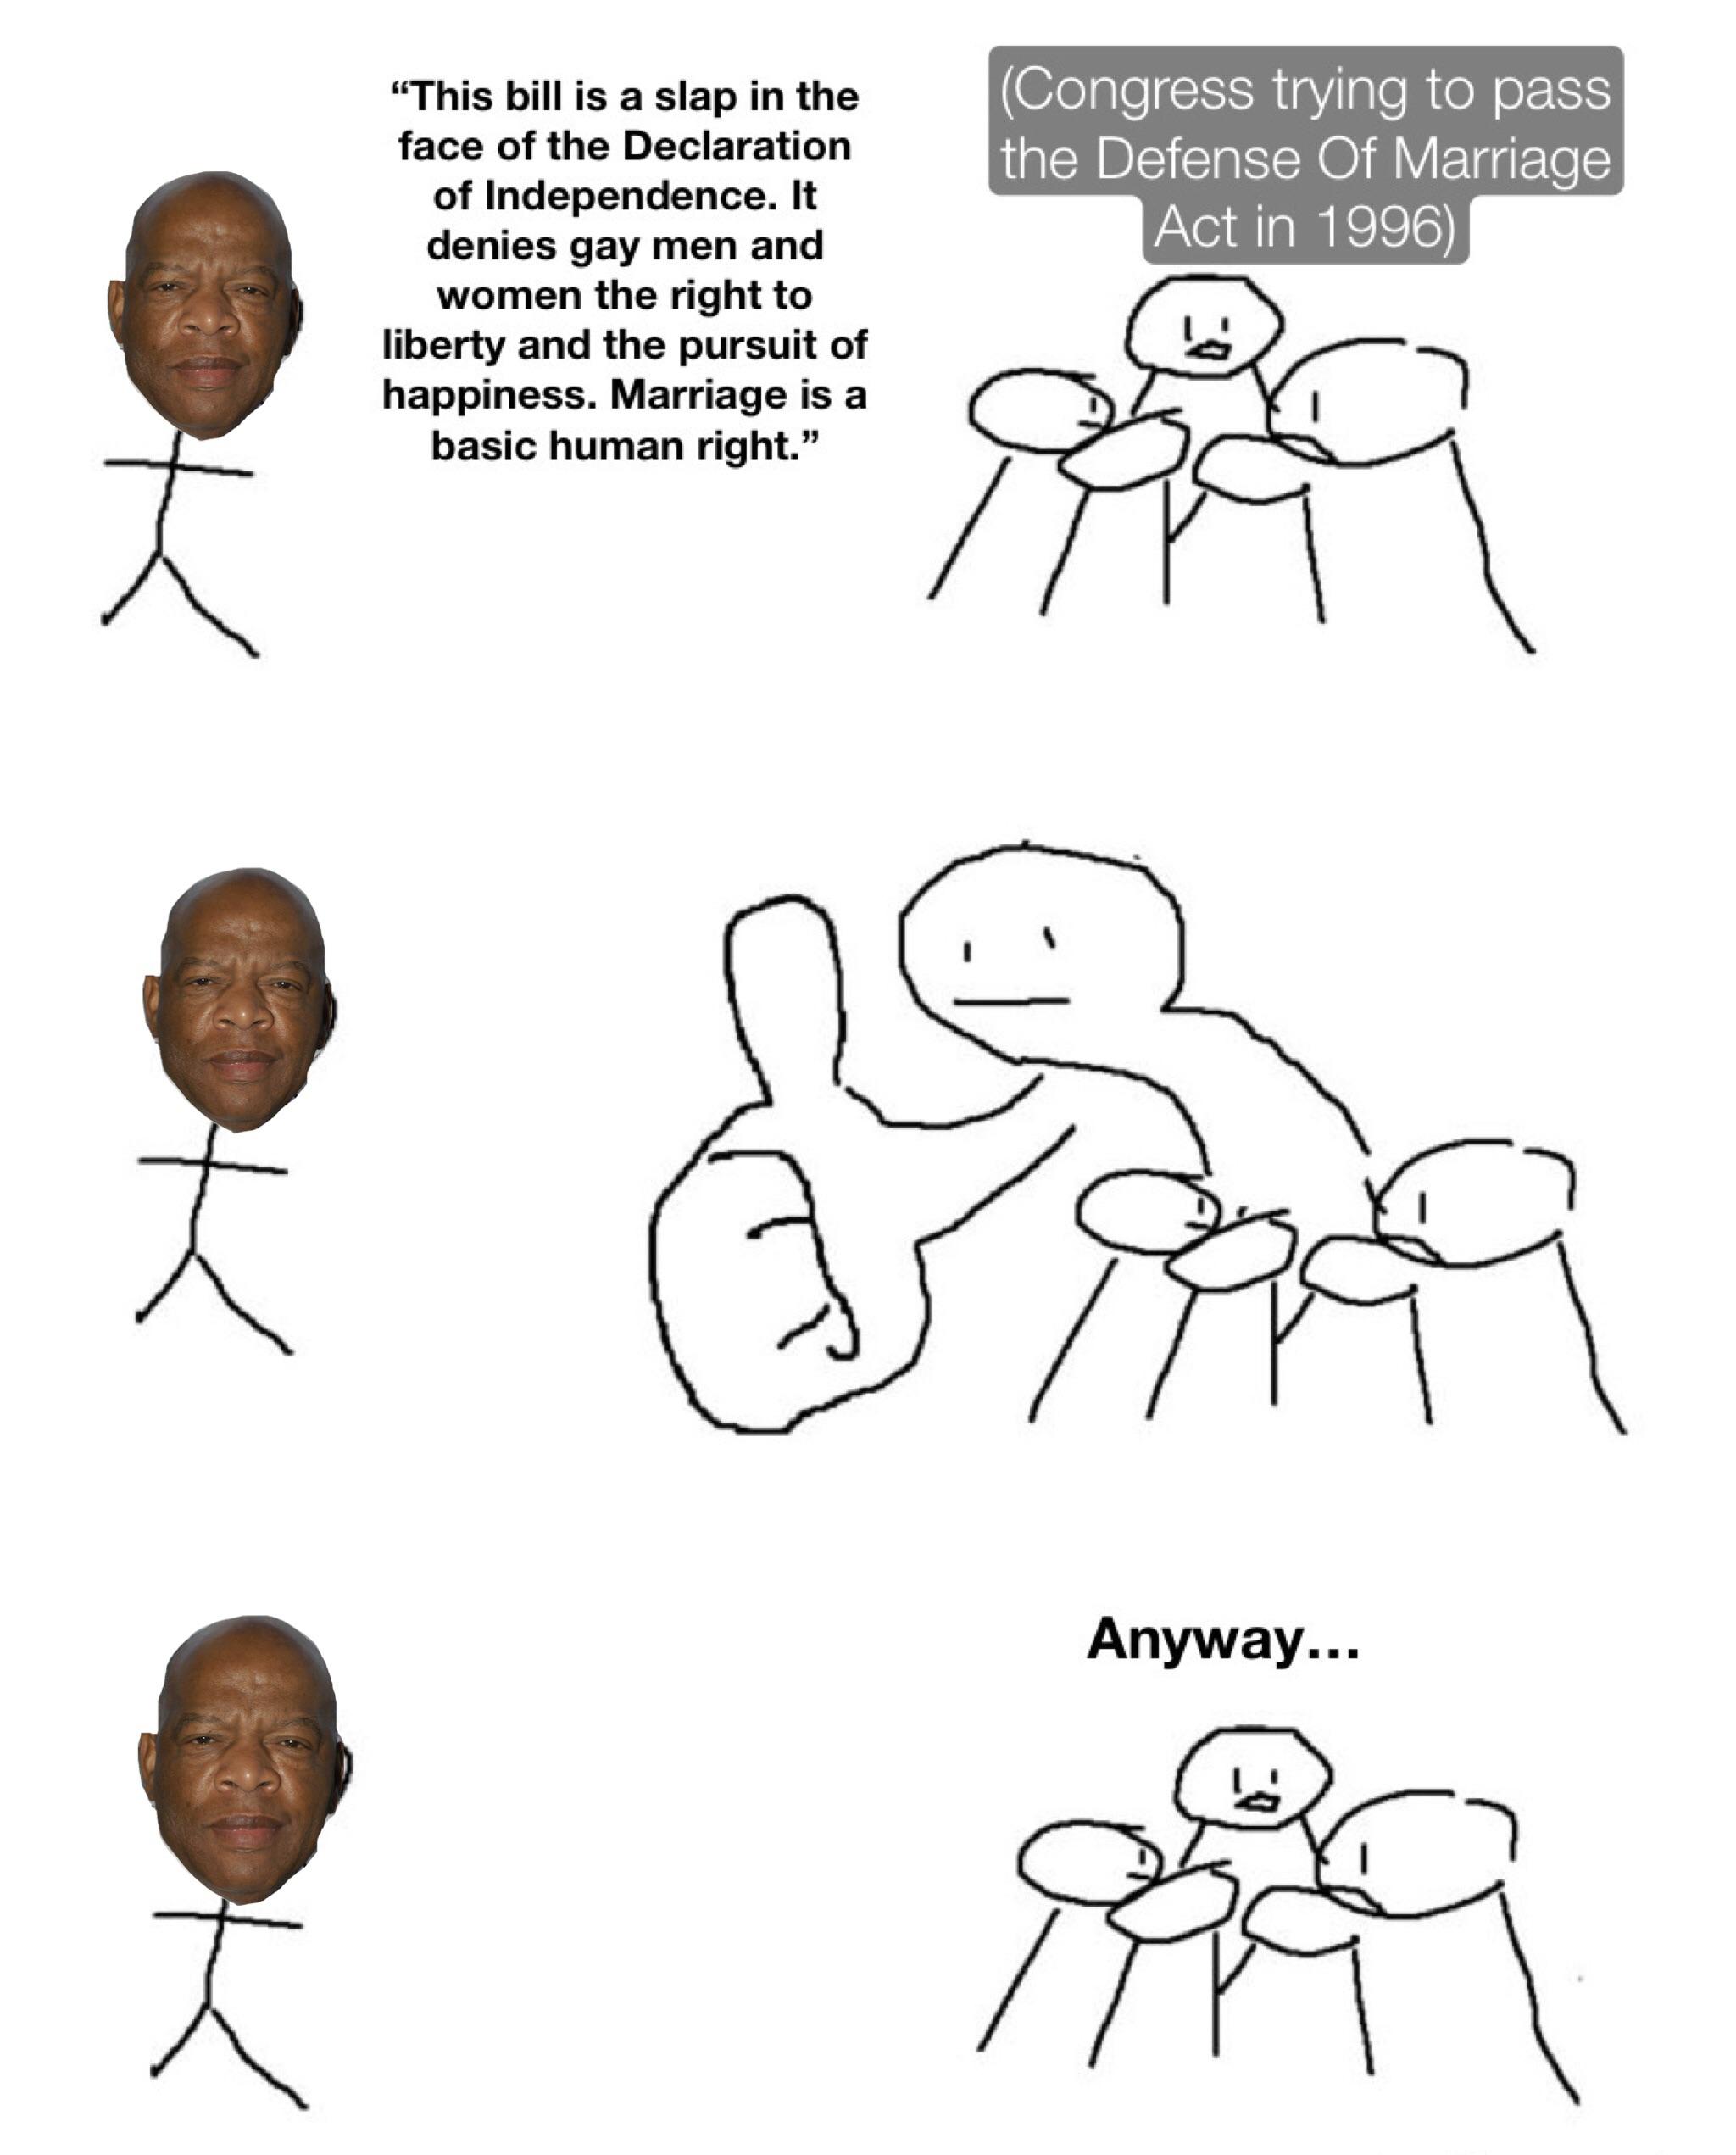 “This bill is a slap in the
face of the Declaration
of Independence. It
denies gay men and
women the right to
liberty and the pursuit of
happiness. Marriage is a
basic human right.”
(Congress trying to pass
the Defense Of Marriage
Act in 1996)
Anyway...